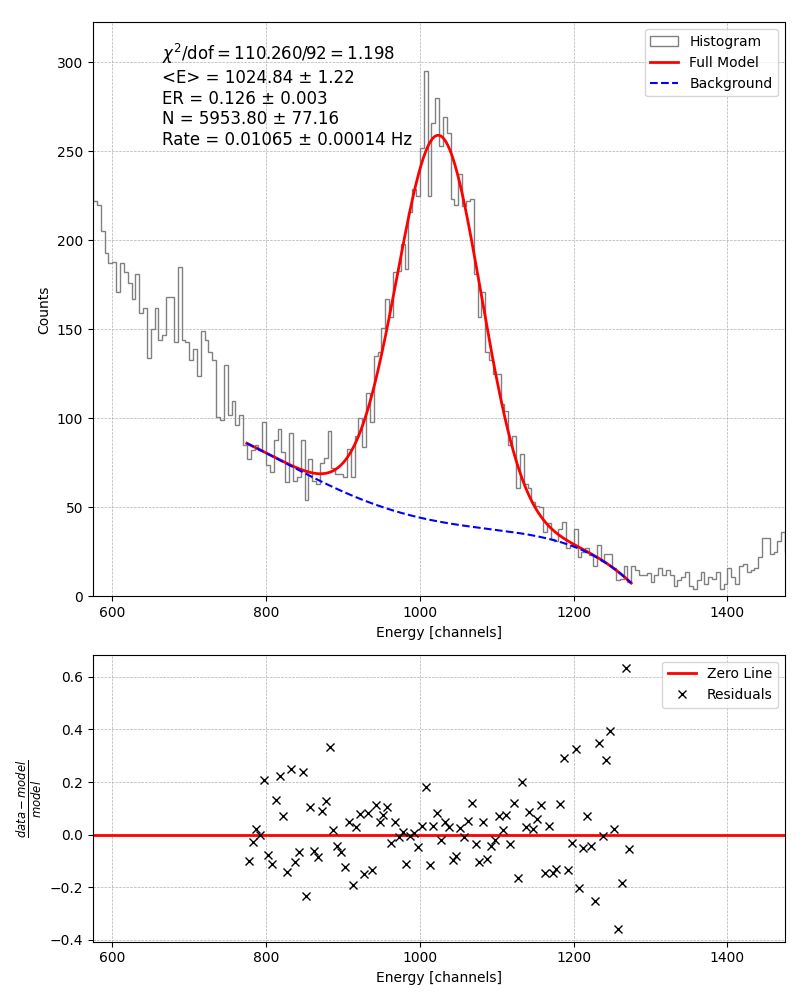 χ²/dof = 110.260/92 = 1.198
<E> = 1024.84 ± 1.22
ER = 0.126 ± 0.003
N = 5953.80 ± 77.16
Rate = 0.01065 ± 0.00014 Hz
Histogram
Full Model
Background
Counts
300
250
200
150
100
50
0
600 800 1000 1200 1400
Energy [channels]
Zero Line
Residuals
data − model
model
0.6
0.4
0.2
0.0
−0.2
−0.4
600 800 1000 1200 1400
Energy [channels]